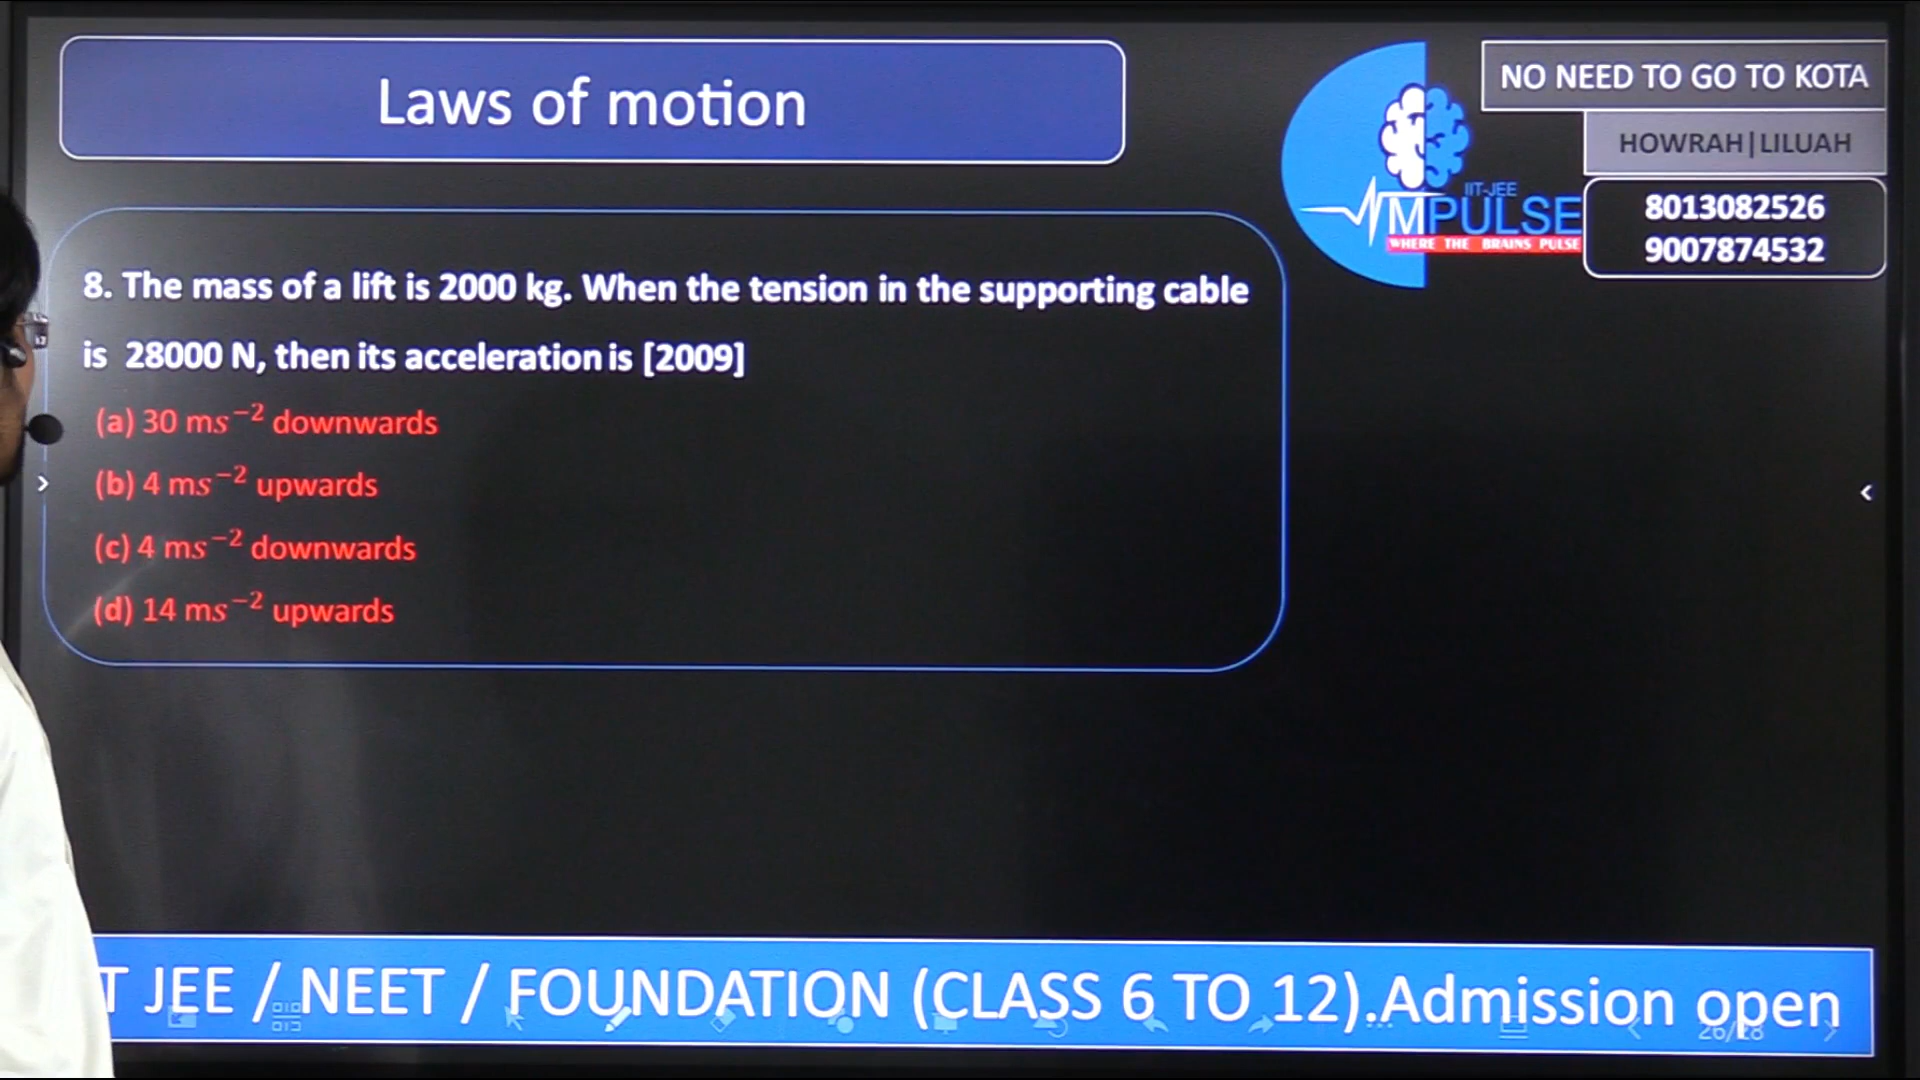 Laws of motion
NO NEED TO GO TO KOTA
HOWRAH|LILUAH
8013082526
9007874532
IIT-JEE
MPULSE
WHERE THE BRAINS PULSE
8. The mass of a lift is 2000 kg. When the tension in the supporting cable
is 28000 N, then its acceleration is [2009]
(a) 30 ms⁻² downwards
(b) 4 ms⁻² upwards
(c) 4 ms⁻² downwards
(d) 14 ms⁻² upwards
T JEE / NEET / FOUNDATION (CLASS 6 TO 12).Admission open
26/28